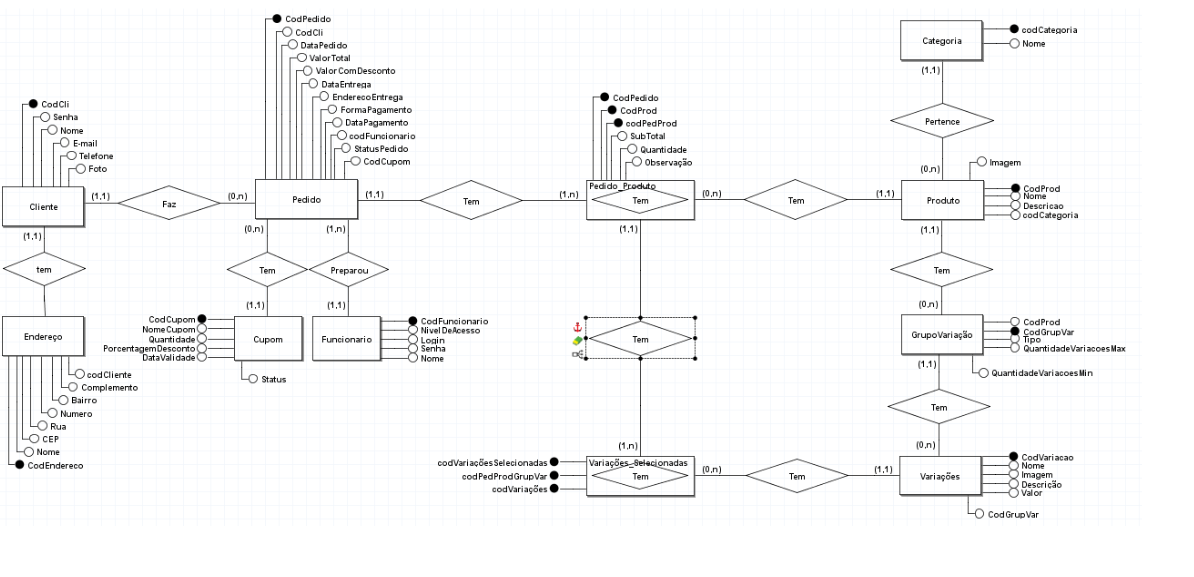 CodPedido
CodCli
DataPedido
ValorTotal
ValorComDesconto
DataEntrega
EnderecoEntrega
FormaPagamento
DataPagamento
codFuncionario
StatusPedido
CodCupom
codCategoria
Nome
Categoria
(1,1)
Pertence
(0,n)
CodCli
Senha
Nome
E-mail
Telefone
Foto
CodPedido
CodProd
codPedProd
SubTotal
Quantidade
Observação
Imagem
Cliente
(1,1)
Faz
(0,n)
Pedido
(1,1)
Tem
(1,n)
Pedido_Produto
Tem
(0,n)
Tem
(1,1)
Produto
CodProd
Nome
Descricao
codCategoria
(1,1)
tem
(0,n)
Tem
(1,1)
(1,n)
Preparou
(1,1)
(1,1)
Tem
(1,n)
(1,1)
Tem
(0,n)
Endereço
codCliente
Complemento
Bairro
Numero
Rua
CEP
Nome
CodEndereco
CodCupom
NomeCupom
Quantidade
PorcentagemDesconto
DataValidade
Cupom
Status
Funcionario
CodFuncionario
NivelDeAcesso
Login
Senha
Nome
GrupoVariação
CodProd
CodGrupVar
Tipo
QuantidadeVariacoesMax
QuantidadeVariacoesMin
(1,1)
Tem
(0,n)
codVariaçõesSelecionadas
codPedProdGrupVar
codVariações
Variações_Selecionadas
Tem
(0,n)
Tem
(1,1)
Variações
CodVariacao
Nome
Imagem
Descrição
Valor
CodGrupVar